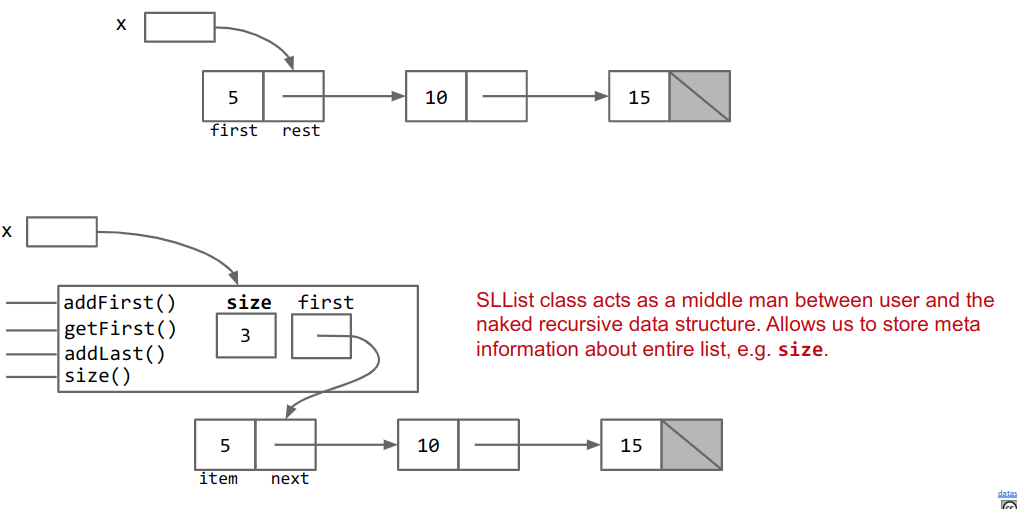 x
5 10 15
first rest
x
addFirst() size first
getFirst() 3
addLast()
size()
SLList class acts as a middle man between user and the
naked recursive data structure. Allows us to store meta
information about entire list, e.g. size.
5 10 15
item next
datas
cc